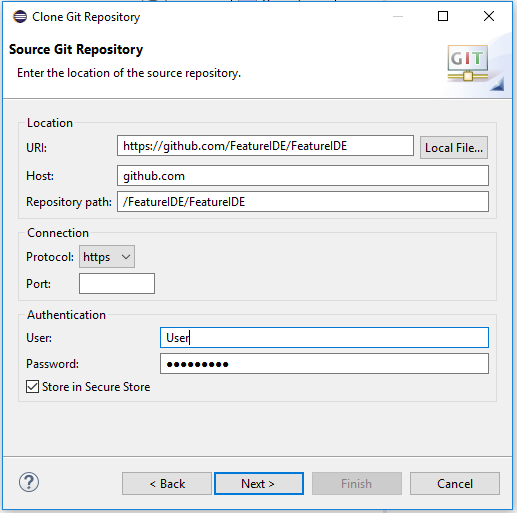 Clone Git Repository
Source Git Repository
Enter the location of the source repository.
GIT
Location
URI: https://github.com/FeatureIDE/FeatureIDE Local File...
Host: github.com
Repository path: /FeatureIDE/FeatureIDE
Connection
Protocol: https
Port:
Authentication
User: User
Password: ●●●●●●●●●
Store in Secure Store
? < Back Next > Finish Cancel